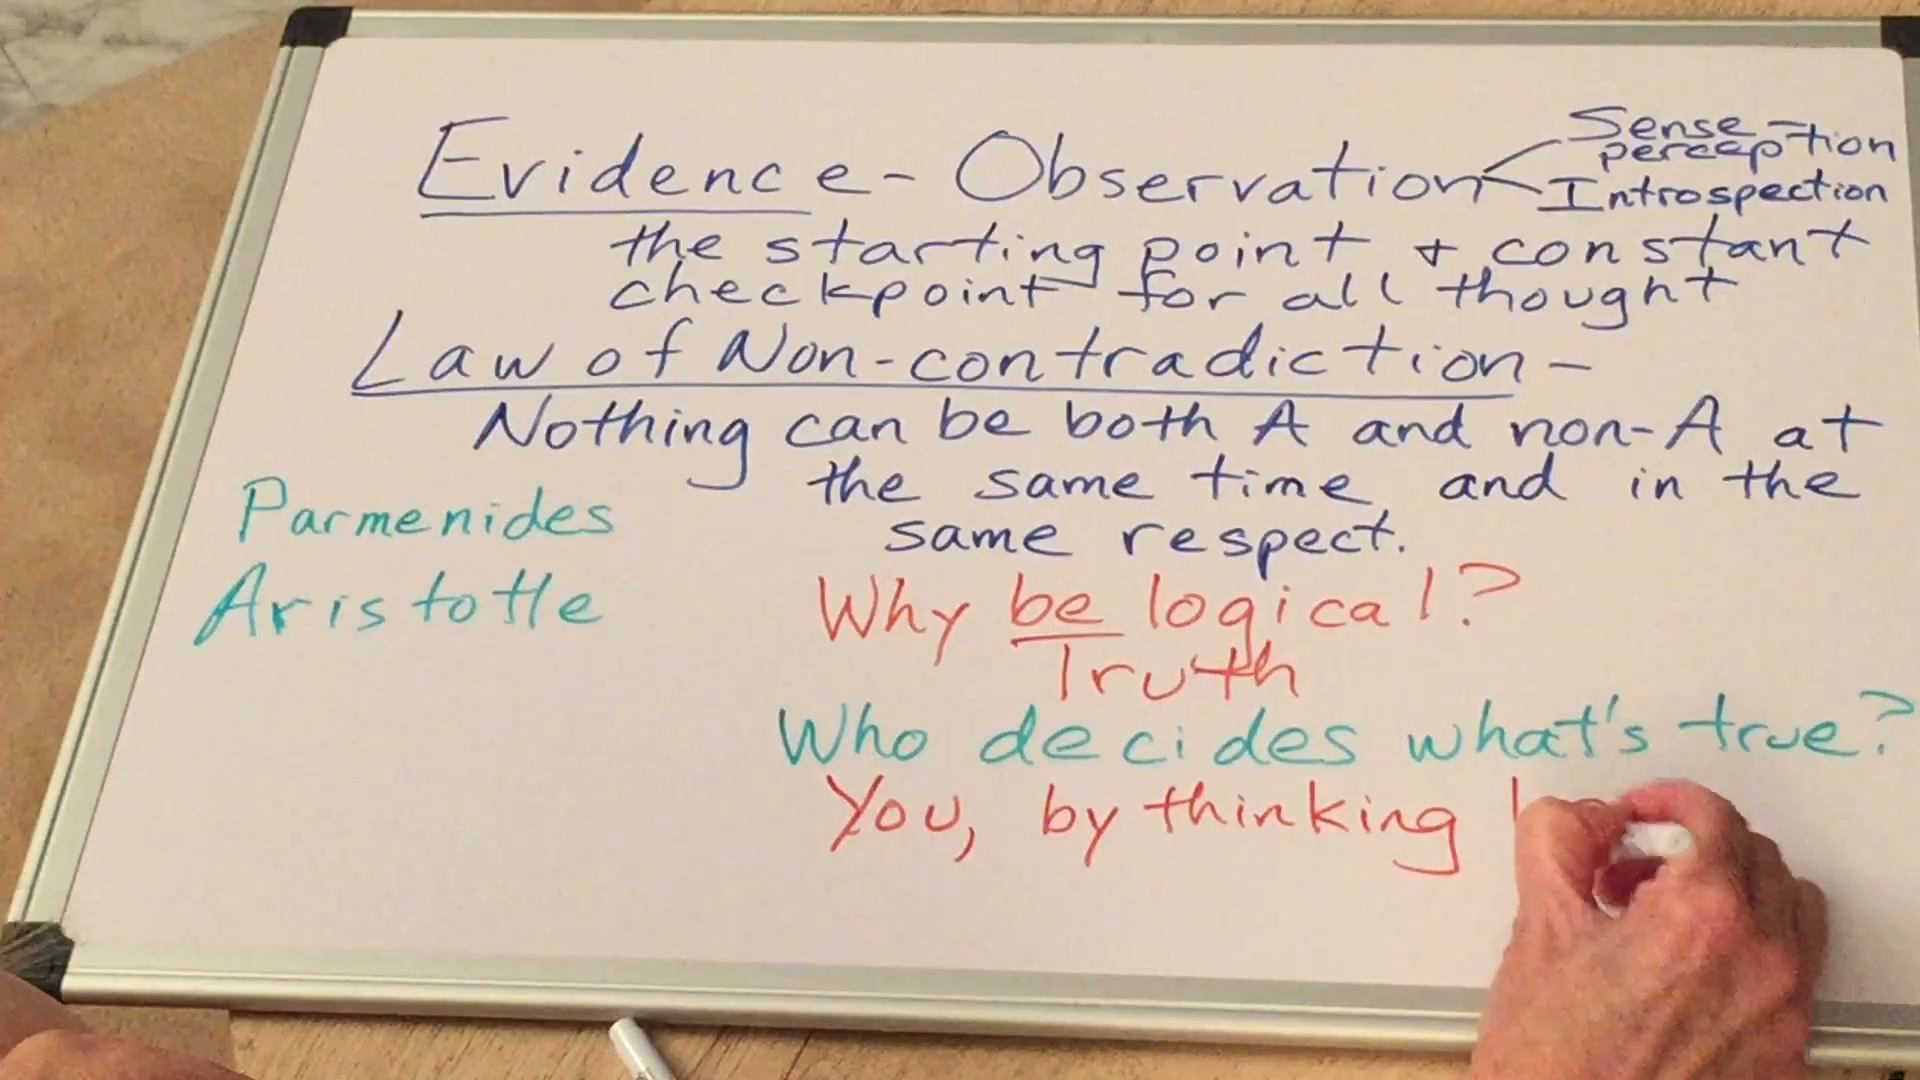 Evidence - Observation
Sense -
perception
Introspection
the starting point + constant
checkpoint for all thought
Law of Non-contradiction -
Nothing can be both A and non-A at
the same time and in the
same respect.
Parmenides
Aristotle
Why be logical?
Truth
Who decides what's true?
You, by thinking